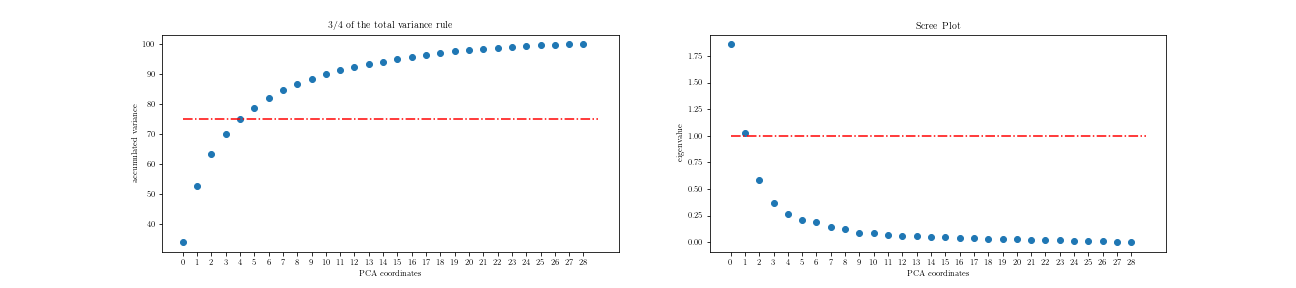 3/4 of the total variance rule
accumulated variance
100
90
80
70
60
50
40
0 1 2 3 4 5 6 7 8 9 10 11 12 13 14 15 16 17 18 19 20 21 22 23 24 25 26 27 28
PCA coordinates
Scree Plot
eigenvalue
1.75
1.50
1.25
1.00
0.75
0.50
0.25
0.00
0 1 2 3 4 5 6 7 8 9 10 11 12 13 14 15 16 17 18 19 20 21 22 23 24 25 26 27 28
PCA coordinates